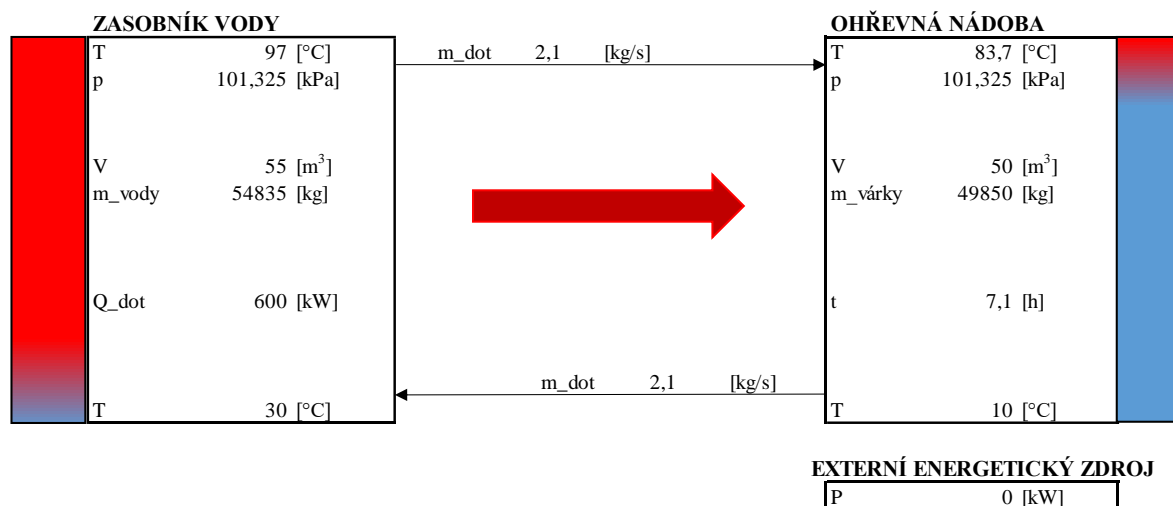 ZASOBNÍK VODY
T 97 [°C]
p 101,325 [kPa]
V 55 [m³]
m_vody 54835 [kg]
Q_dot 600 [kW]
T 30 [°C]
m_dot 2,1 [kg/s]
m_dot 2,1 [kg/s]
OHŘEVNÁ NÁDOBA
T 83,7 [°C]
p 101,325 [kPa]
V 50 [m³]
m_várky 49850 [kg]
t 7,1 [h]
T 10 [°C]
EXTERNÍ ENERGETICKÝ ZDROJ
P 0 [kW]